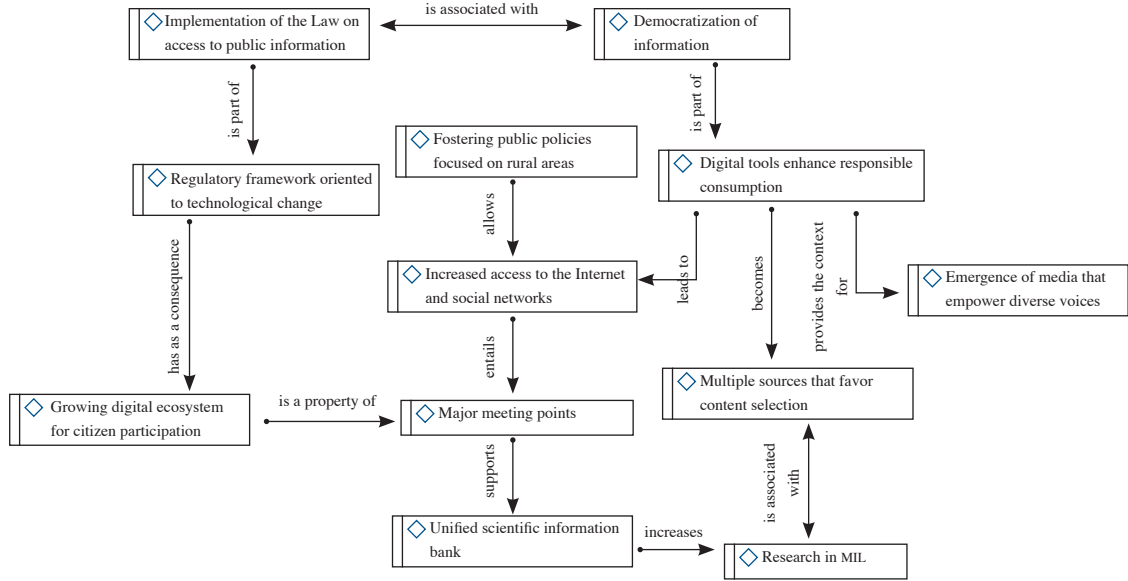 is associated with
Implementation of the Law on
access to public information
Democratization of
information
is part of
is part of
Fostering public policies
focused on rural areas
Digital tools enhance responsible
consumption
Regulatory framework oriented
to technological change
allows
has as a consequence
Increased access to the Internet
and social networks
leads to
becomes
provides the context
for
Emergence of media that
empower diverse voices
entails
Multiple sources that favor
content selection
Growing digital ecosystem
for citizen participation
is a property of
Major meeting points
supports
is associated
with
Unified scientific information
bank
increases
Research in MIL